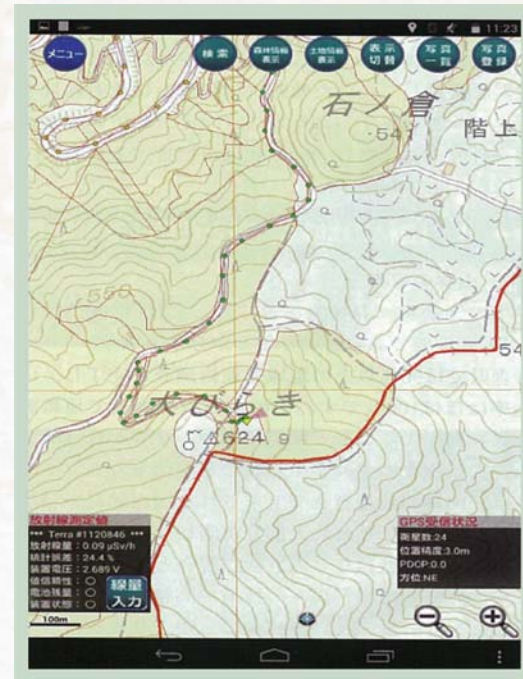 11:23
メニュー
検索
森林情報
表示
土地情報
表示
表示
切替
写真
一覧
写真
登録
石ノ倉
541
階上
550
54
大びらき
624.9
放射線測定値
*** Terra #1120846 ***
放射線量：0.09 μSv/h
統計誤差：24.4 %
装置電圧：2.689 V
値信頼性：○
電池残量：○
装置状態：○
線量
入力
GPS受信状況
衛星数:24
位置精度:3.0m
PDCP:0.0
方位:NE
100m